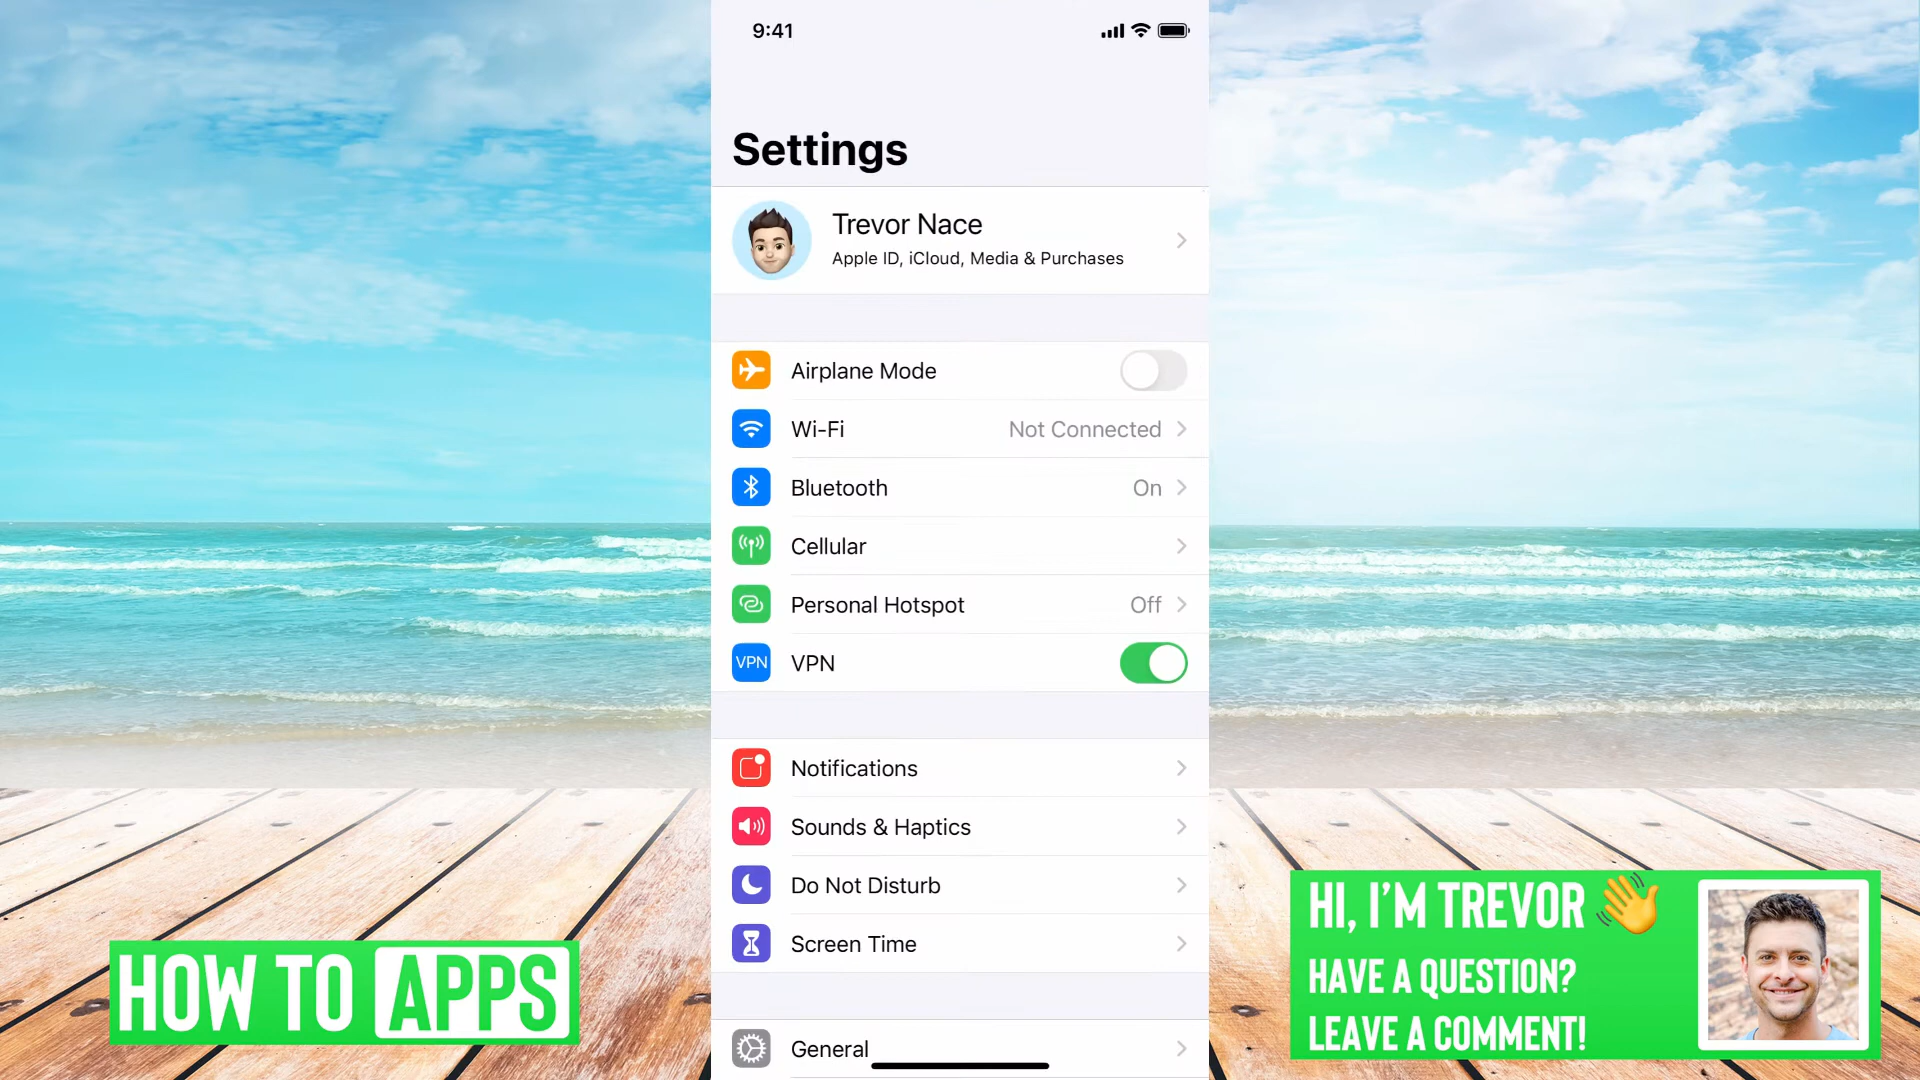 9:41
Settings
Trevor Nace
Apple ID, iCloud, Media & Purchases
Airplane Mode
Wi-Fi Not Connected
Bluetooth On
Cellular
Personal Hotspot Off
VPN VPN
Notifications
Sounds & Haptics
Do Not Disturb
Screen Time
General
HOW TO APPS
HI, I'M TREVOR
HAVE A QUESTION?
LEAVE A COMMENT!